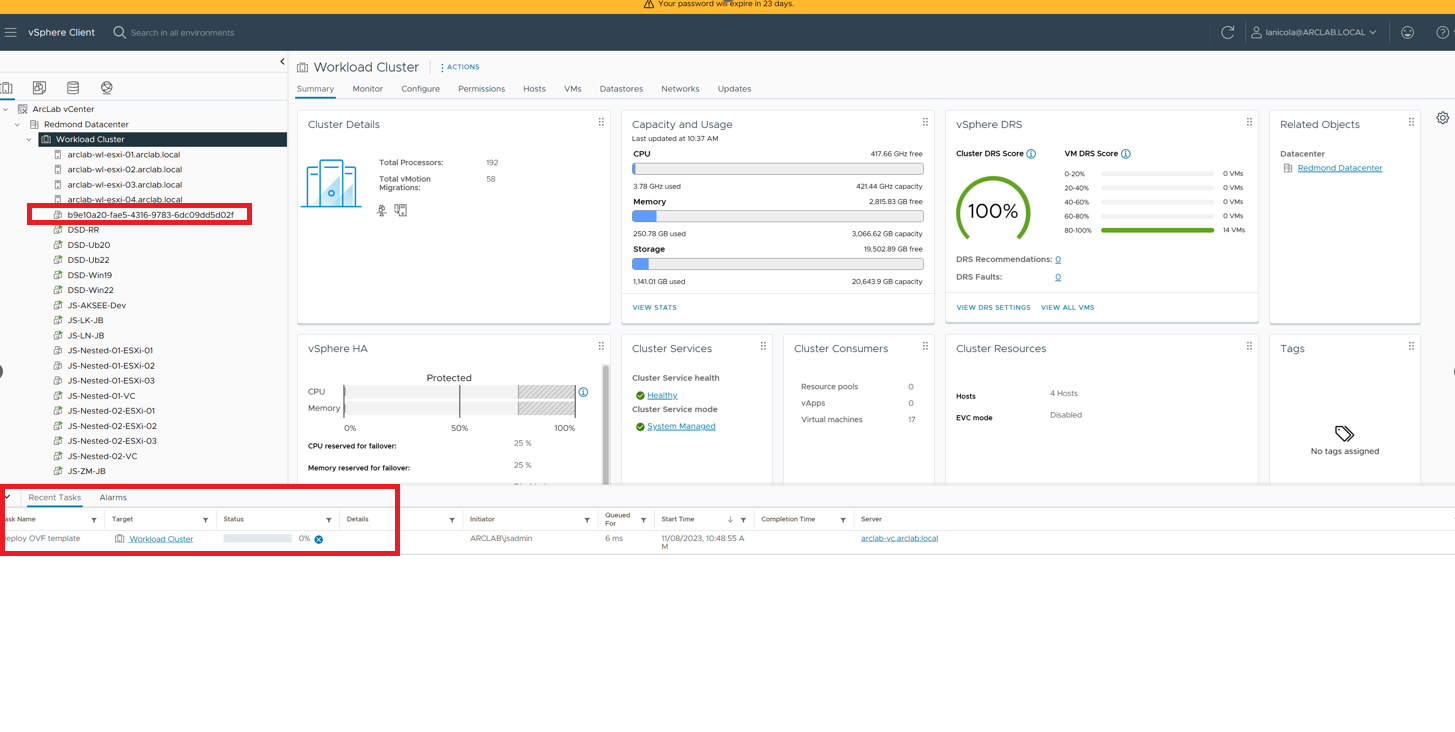 Your password will expire in 23 days.
vSphere Client
Search in all environments
lanicola@ARCLAB.LOCAL
Workload Cluster
ACTIONS
Summary Monitor Configure Permissions Hosts VMs Datastores Networks Updates
ArcLab vCenter
Redmond Datacenter
Workload Cluster
arclab-wl-esxi-01.arclab.local
arclab-wl-esxi-02.arclab.local
arclab-wl-esxi-03.arclab.local
arclab-wl-esxi-04.arclab.local
b9e10a20-fae5-4316-9783-6dc09dd5d02f
DSD-RR
DSD-Ub20
DSD-Ub22
DSD-Win19
DSD-Win22
JS-AKSEE-Dev
JS-LK-JB
JS-LN-JB
JS-Nested-01-ESXi-01
JS-Nested-01-ESXi-02
JS-Nested-01-ESXi-03
JS-Nested-01-VC
JS-Nested-02-ESXi-01
JS-Nested-02-ESXi-02
JS-Nested-02-ESXi-03
JS-Nested-02-VC
JS-ZM-JB
Cluster Details
Total Processors: 192
Total vMotion
Migrations: 58
Capacity and Usage
Last updated at 10:37 AM
CPU 417.66 GHz free
3.78 GHz used 421.44 GHz capacity
Memory 2,815.83 GB free
250.78 GB used 3,066.62 GB capacity
Storage 19,502.89 GB free
1,141.01 GB used 20,643.9 GB capacity
VIEW STATS
vSphere DRS
Cluster DRS Score
100%
VM DRS Score
0-20% 0 VMs
20-40% 0 VMs
40-60% 0 VMs
60-80% 0 VMs
80-100% 14 VMs
DRS Recommendations: 0
DRS Faults: 0
VIEW DRS SETTINGS VIEW ALL VMS
Related Objects
Datacenter
Redmond Datacenter
vSphere HA
Protected
CPU
Memory
0% 50% 100%
CPU reserved for failover: 25 %
Memory reserved for failover: 25 %
Cluster Services
Cluster Service health
Healthy
Cluster Service mode
System Managed
Cluster Consumers
Resource pools 0
vApps 0
Virtual machines 17
Cluster Resources
Hosts 4 Hosts
EVC mode Disabled
Tags
No tags assigned
Recent Tasks Alarms
ask Name Target Status Details Initiator Queued For Start Time Completion Time Server
eploy OVF template Workload Cluster 0% ARCLAB\jsadmin 6 ms 11/08/2023, 10:48:55 A
M arclab-vc.arclab.local